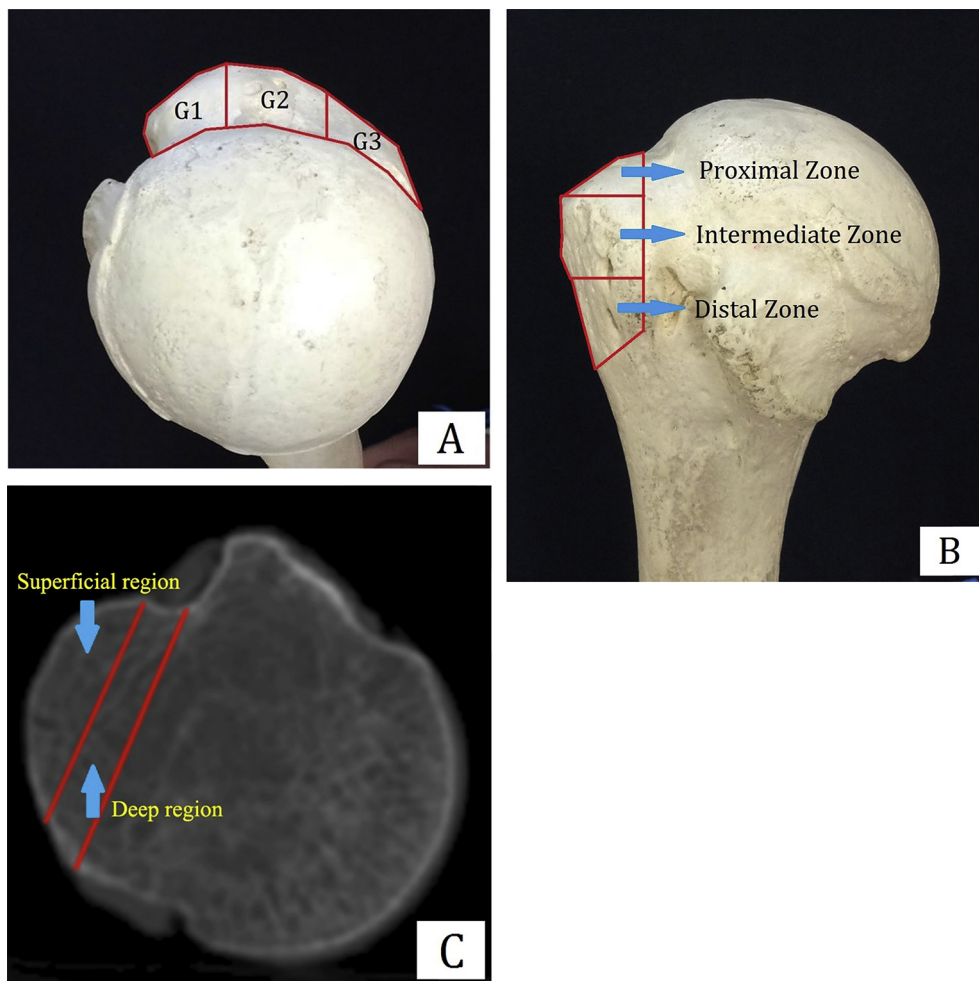 G1
G2
G3
A
Proximal Zone
Intermediate Zone
Distal Zone
B
Superficial region
Deep region
C